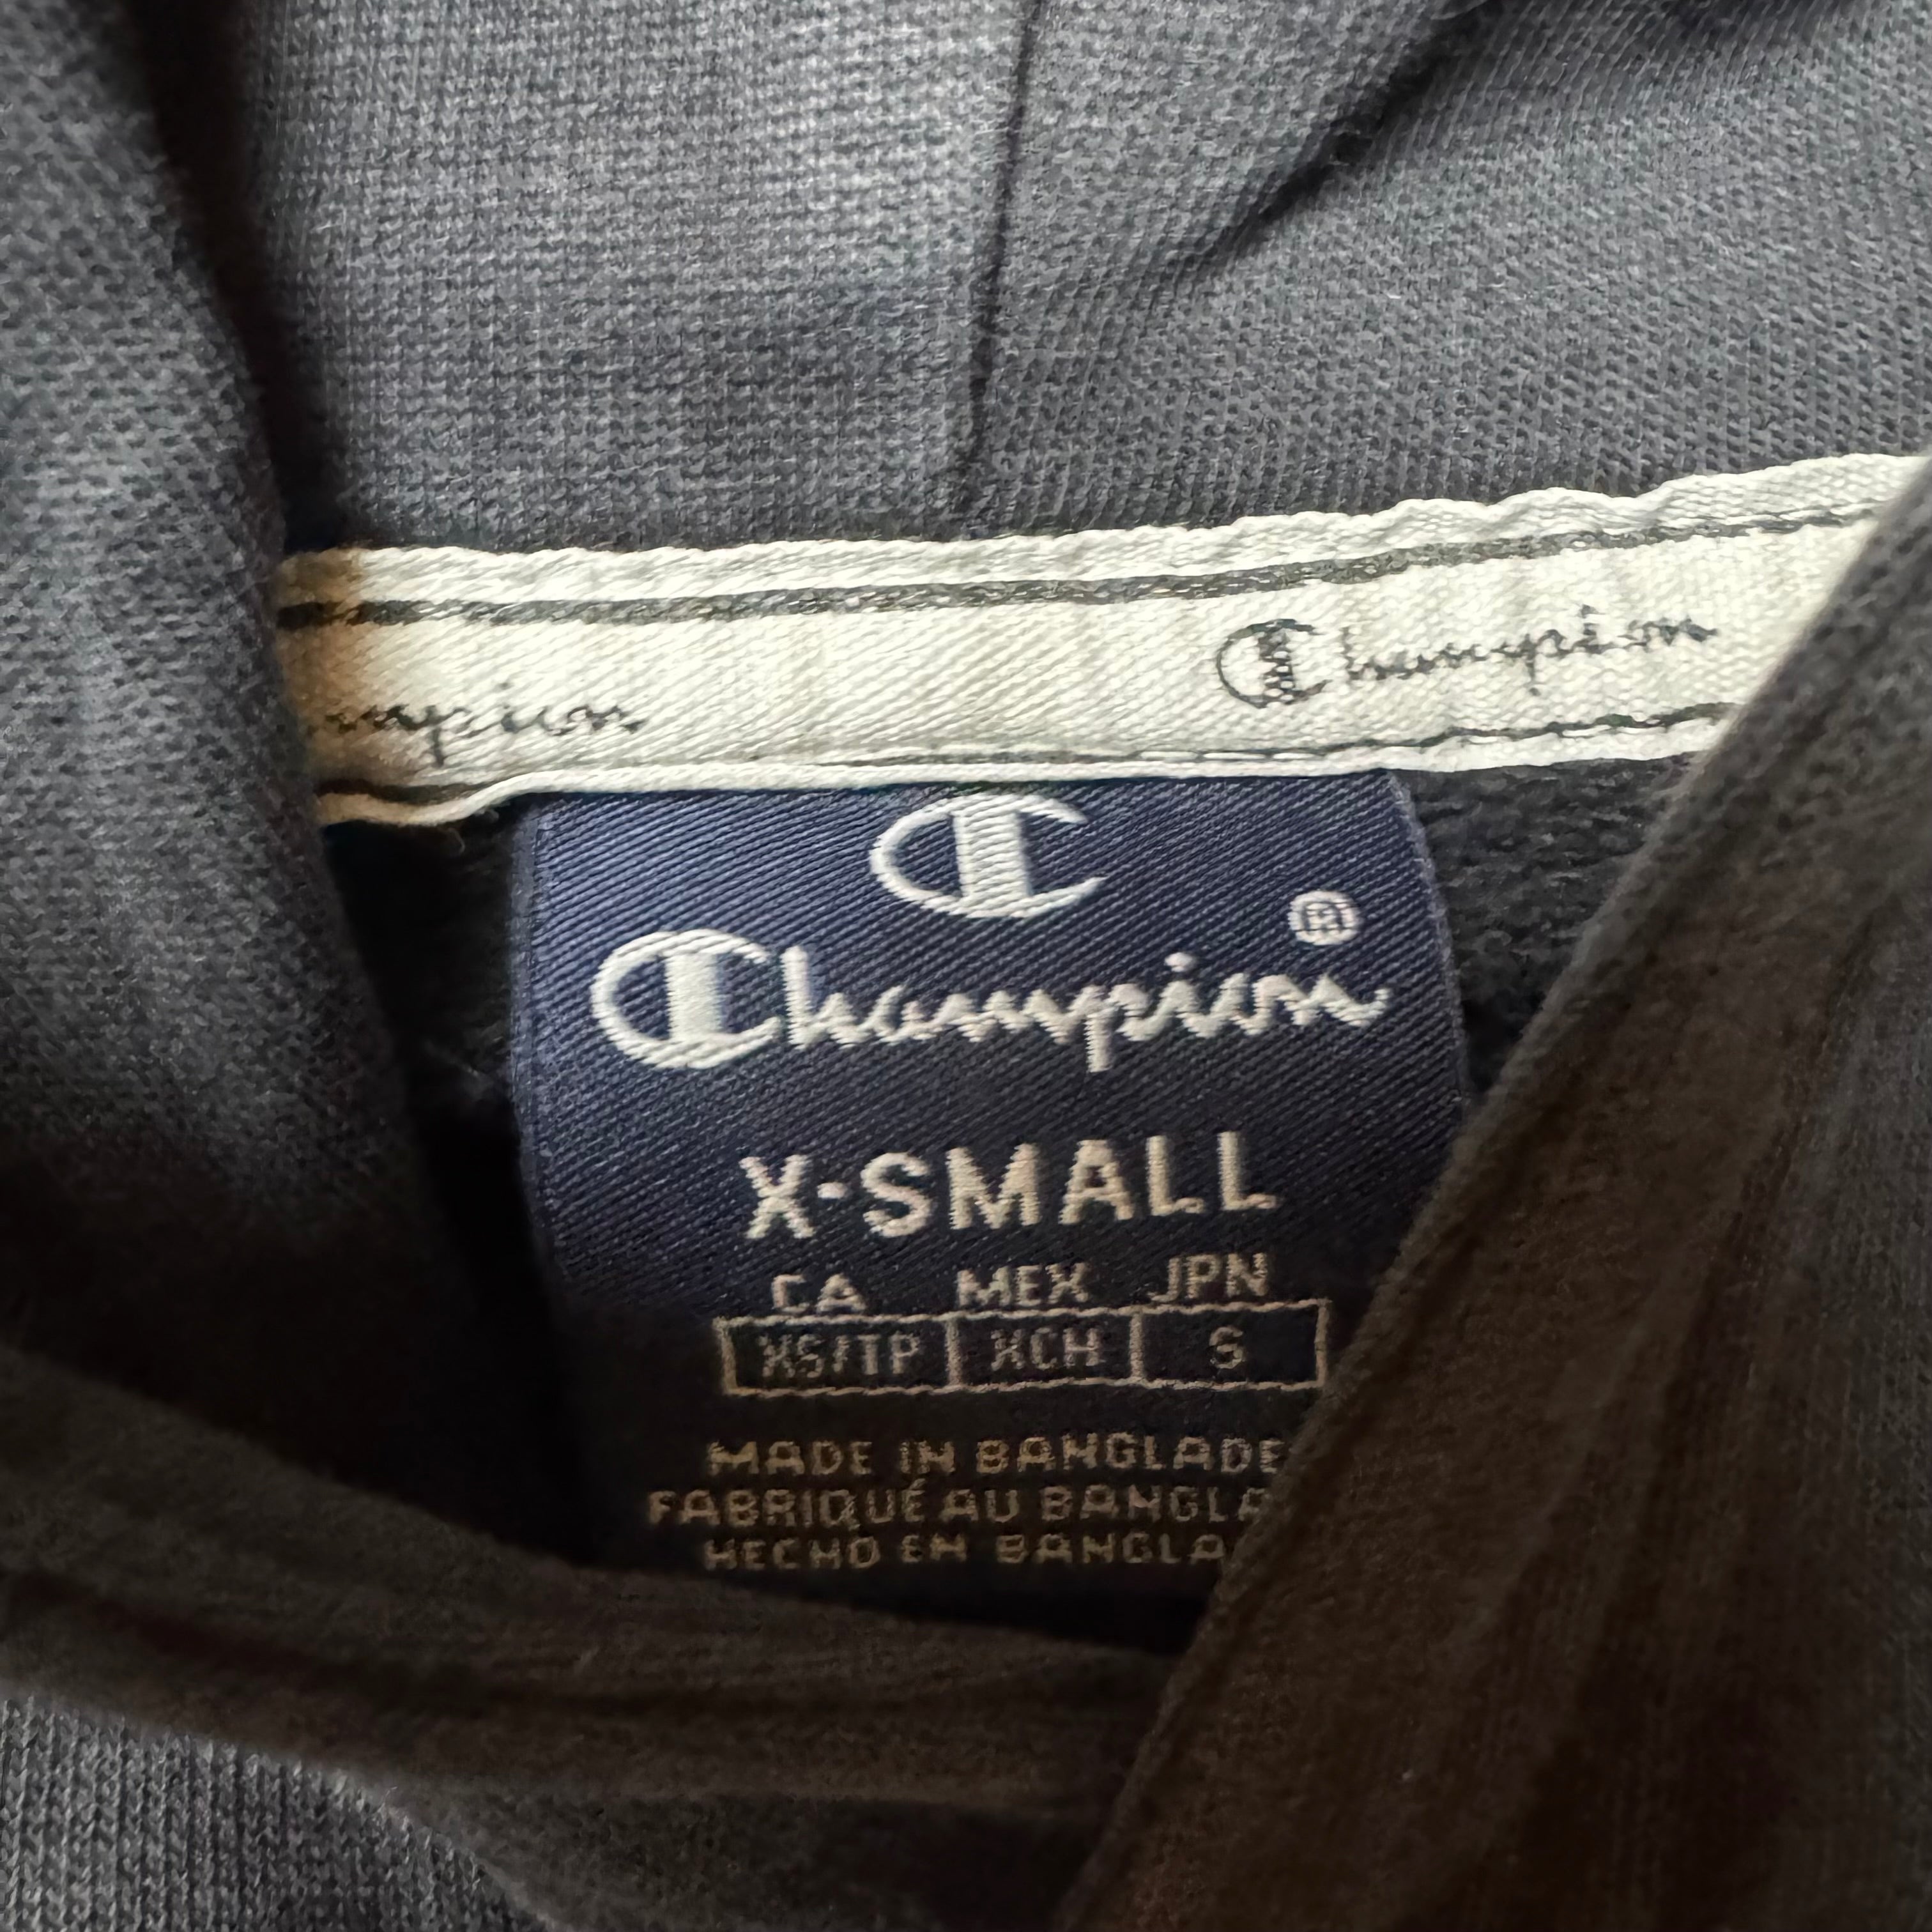 Champion
mpion
Champion®
X-SMALL
CA MEX JPN
XS/TP XCH S
MADE IN BANGLADE
FABRIQUÉ AU BANGLA
HECHO EN BANGLA